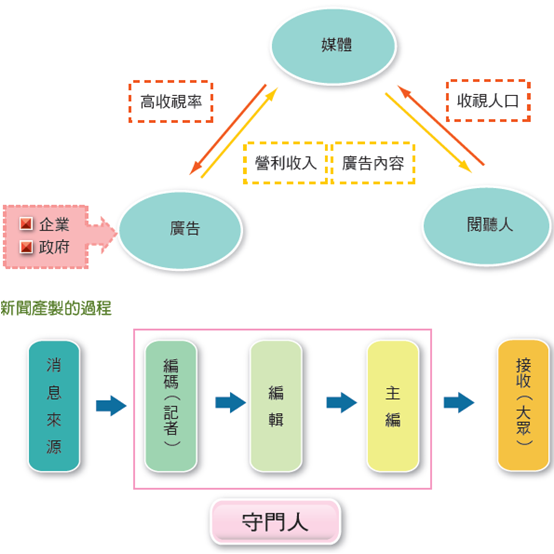 媒體
高收視率
收視人口
營利收入
廣告內容
企業
政府
廣告
閱聽人
新聞產製的過程
消息來源
編碼（記者）
編輯
主編
接收（大眾）
守門人